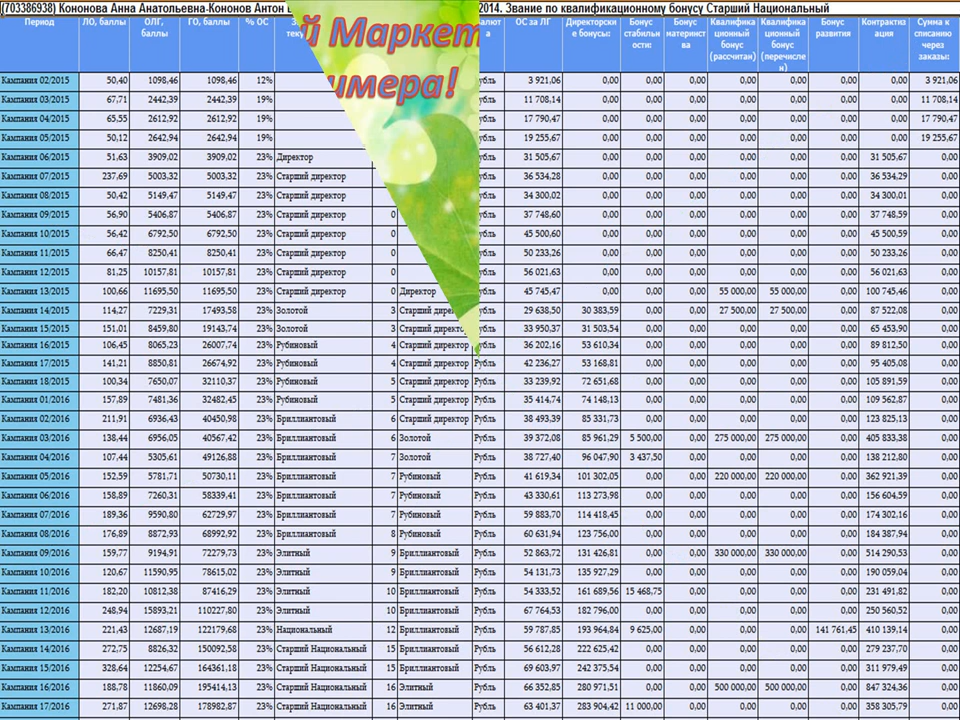 (703386938) Кононова Анна Анатольевна-Кононов Антон 2014. Звание по квалификационному бонусу Старший Национальный
й Маркет
имера!
Период ЛО, баллы ОЛГ, баллы ГО, баллы % ОС ОС за ЛГ Директорские бонусы: Бонус стабильности: Бонус материнства Квалификационный бонус (рассчитан) Квалификационный бонус (перечислен) Бонус развития Контрактизация Сумма к списанию через заказы:
Кампания 02/2015 50,40 1098,46 1098,46 12% рубль 3 921,06 0,00 0,00 0,00 0,00 0,00 0,00 0,00 3 921,06
Кампания 03/2015 67,71 2442,39 2442,39 19% рубль 11 708,14 0,00 0,00 0,00 0,00 0,00 0,00 0,00 11 708,14
Кампания 04/2015 65,55 2612,92 2612,92 19% рубль 17 790,47 0,00 0,00 0,00 0,00 0,00 0,00 0,00 17 790,47
Кампания 05/2015 50,12 2642,94 2642,94 19% рубль 19 255,67 0,00 0,00 0,00 0,00 0,00 0,00 0,00 19 255,67
Кампания 06/2015 51,63 3909,02 3909,02 23% Директор рубль 31 505,67 0,00 0,00 0,00 0,00 0,00 0,00 31 505,67 0,00
Кампания 07/2015 237,69 5003,32 5003,32 23% Старший директор рубль 36 534,28 0,00 0,00 0,00 0,00 0,00 0,00 36 534,29 0,00
Кампания 08/2015 50,42 5149,47 5149,47 23% Старший директор рубль 34 300,02 0,00 0,00 0,00 0,00 0,00 0,00 34 300,01 0,00
Кампания 09/2015 56,90 5406,87 5406,87 23% Старший директор 0 рубль 37 748,60 0,00 0,00 0,00 0,00 0,00 0,00 37 748,59 0,00
Кампания 10/2015 56,42 6792,50 6792,50 23% Старший директор 0 рубль 45 500,60 0,00 0,00 0,00 0,00 0,00 0,00 45 500,59 0,00
Кампания 11/2015 66,47 8250,41 8250,41 23% Старший директор 0 рубль 50 233,26 0,00 0,00 0,00 0,00 0,00 0,00 50 233,26 0,00
Кампания 12/2015 81,25 10157,81 10157,81 23% Старший директор 0 рубль 56 021,63 0,00 0,00 0,00 0,00 0,00 0,00 56 021,63 0,00
Кампания 13/2015 100,66 11695,50 11695,50 23% Старший директор 0 Директор рубль 45 745,47 0,00 0,00 0,00 55 000,00 55 000,00 0,00 100 745,46 0,00
Кампания 14/2015 114,27 7229,31 17493,58 23% Золотой 3 Старший дире рубль 29 638,50 30 383,59 0,00 0,00 27 500,00 27 500,00 0,00 87 522,08 0,00
Кампания 15/2015 151,01 8459,80 19143,74 23% Золотой 3 Старший директо рубль 33 950,37 31 503,54 0,00 0,00 0,00 0,00 0,00 65 453,90 0,00
Кампания 16/2015 106,45 8065,23 26007,74 23% Рубиновый 4 Старший директор рубль 36 202,16 53 610,34 0,00 0,00 0,00 0,00 0,00 89 812,50 0,00
Кампания 17/2015 141,21 8850,81 26674,92 23% Рубиновый 4 Старший директор Рубль 42 236,27 53 168,81 0,00 0,00 0,00 0,00 0,00 95 405,08 0,00
Кампания 18/2015 100,34 7650,07 32110,37 23% Рубиновый 5 Старший директор Рубль 33 239,92 72 651,68 0,00 0,00 0,00 0,00 0,00 105 891,59 0,00
Кампания 01/2016 157,89 7481,36 32482,45 23% Рубиновый 5 Старший директор Рубль 35 414,74 74 148,13 0,00 0,00 0,00 0,00 0,00 109 562,87 0,00
Кампания 02/2016 211,91 6936,43 40450,98 23% Бриллиантовый 6 Старший директор Рубль 38 493,39 85 331,73 0,00 0,00 0,00 0,00 0,00 123 825,13 0,00
Кампания 03/2016 138,44 6956,05 40567,42 23% Бриллиантовый 6 Золотой Рубль 39 372,08 85 961,29 5 500,00 0,00 275 000,00 275 000,00 0,00 405 833,38 0,00
Кампания 04/2016 107,44 5305,61 49126,88 23% Бриллиантовый 7 Золотой Рубль 38 727,40 96 047,90 3 437,50 0,00 0,00 0,00 0,00 138 212,80 0,00
Кампания 05/2016 152,59 5781,71 50730,11 23% Бриллиантовый 7 Рубиновый Рубль 41 619,34 101 302,05 0,00 0,00 220 000,00 220 000,00 0,00 362 921,39 0,00
Кампания 06/2016 158,89 7260,31 58339,41 23% Бриллиантовый 7 Рубиновый Рубль 43 330,61 113 273,98 0,00 0,00 0,00 0,00 0,00 156 604,59 0,00
Кампания 07/2016 189,36 9590,80 62729,97 23% Бриллиантовый 7 Рубиновый Рубль 59 883,70 114 418,45 0,00 0,00 0,00 0,00 0,00 174 302,16 0,00
Кампания 08/2016 176,89 8872,93 68992,92 23% Бриллиантовый 8 Рубиновый Рубль 60 631,94 123 756,00 0,00 0,00 0,00 0,00 0,00 184 387,94 0,00
Кампания 09/2016 159,77 9194,91 72279,73 23% Элитный 9 Бриллиантовый Рубль 52 863,72 131 426,81 0,00 0,00 330 000,00 330 000,00 0,00 514 290,53 0,00
Кампания 10/2016 120,67 11590,95 78615,02 23% Элитный 9 Бриллиантовый Рубль 54 131,73 135 927,29 0,00 0,00 0,00 0,00 0,00 190 059,04 0,00
Кампания 11/2016 182,20 10812,38 87416,29 23% Элитный 10 Бриллиантовый Рубль 54 333,52 161 689,56 15 468,75 0,00 0,00 0,00 0,00 231 491,82 0,00
Кампания 12/2016 248,94 15893,21 110227,80 23% Элитный 10 Бриллиантовый Рубль 67 764,53 182 796,00 0,00 0,00 0,00 0,00 0,00 250 560,52 0,00
Кампания 13/2016 221,43 12687,19 122179,68 23% Национальный 12 Бриллиантовый Рубль 59 787,85 193 964,84 9 625,00 0,00 0,00 0,00 141 761,45 410 139,14 0,00
Кампания 14/2016 272,75 8826,32 150092,58 23% Старший Национальный 15 Бриллиантовый Рубль 56 612,28 222 625,42 0,00 0,00 0,00 0,00 0,00 279 237,70 0,00
Кампания 15/2016 328,64 12254,67 164361,18 23% Старший Национальный 15 Бриллиантовый Рубль 69 603,97 242 375,54 0,00 0,00 0,00 0,00 0,00 311 979,49 0,00
Кампания 16/2016 188,78 11860,09 195414,13 23% Старший Национальный 16 Элитный Рубль 66 352,85 280 971,51 0,00 0,00 500 000,00 500 000,00 0,00 847 324,36 0,00
Кампания 17/2016 271,87 12698,28 178982,87 23% Старший Национальный 16 Элитный Рубль 63 401,37 283 904,42 11 000,00 0,00 0,00 0,00 0,00 358 305,79 0,00